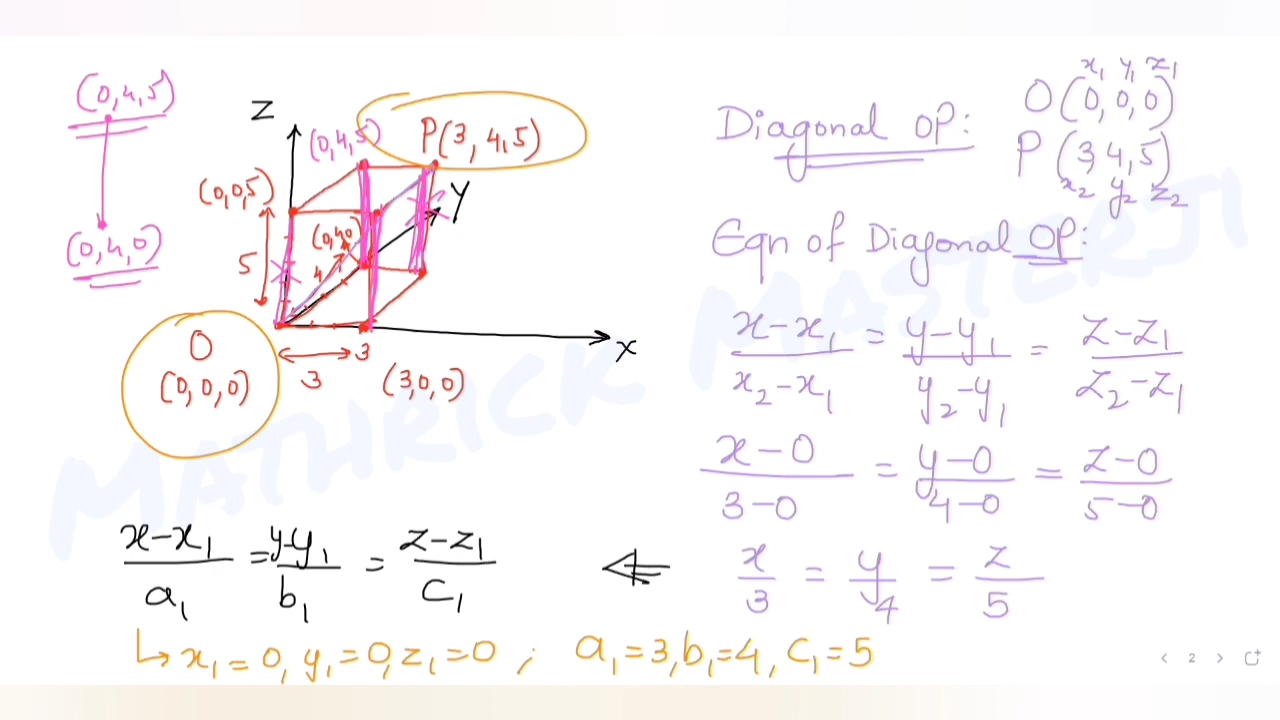 (0,4,5)
(0,4,0)
Z
(0,4,5)
P(3,4,5)
(0,0,5)
Y
(0,4,0)
5
4
3
X
O
(0,0,0)
3
(3,0,0)
x-x₁/a₁ = y-y₁/b₁ = z-z₁/c₁
↳ x₁=0, y₁=0, z₁=0 ; a₁=3, b₁=4, c₁=5
x₁ y₁ z₁
Diagonal OP: O(0,0,0)
P(3,4,5)
x₂ y₂ z₂
Eqn of Diagonal OP:
x-x₁/x₂-x₁ = y-y₁/y₂-y₁ = z-z₁/z₂-z₁
x-0/3-0 = y-0/4-0 = z-0/5-0
⇐ x/3 = y/4 = z/5
MATHRICK MASTERJI
< 2 >